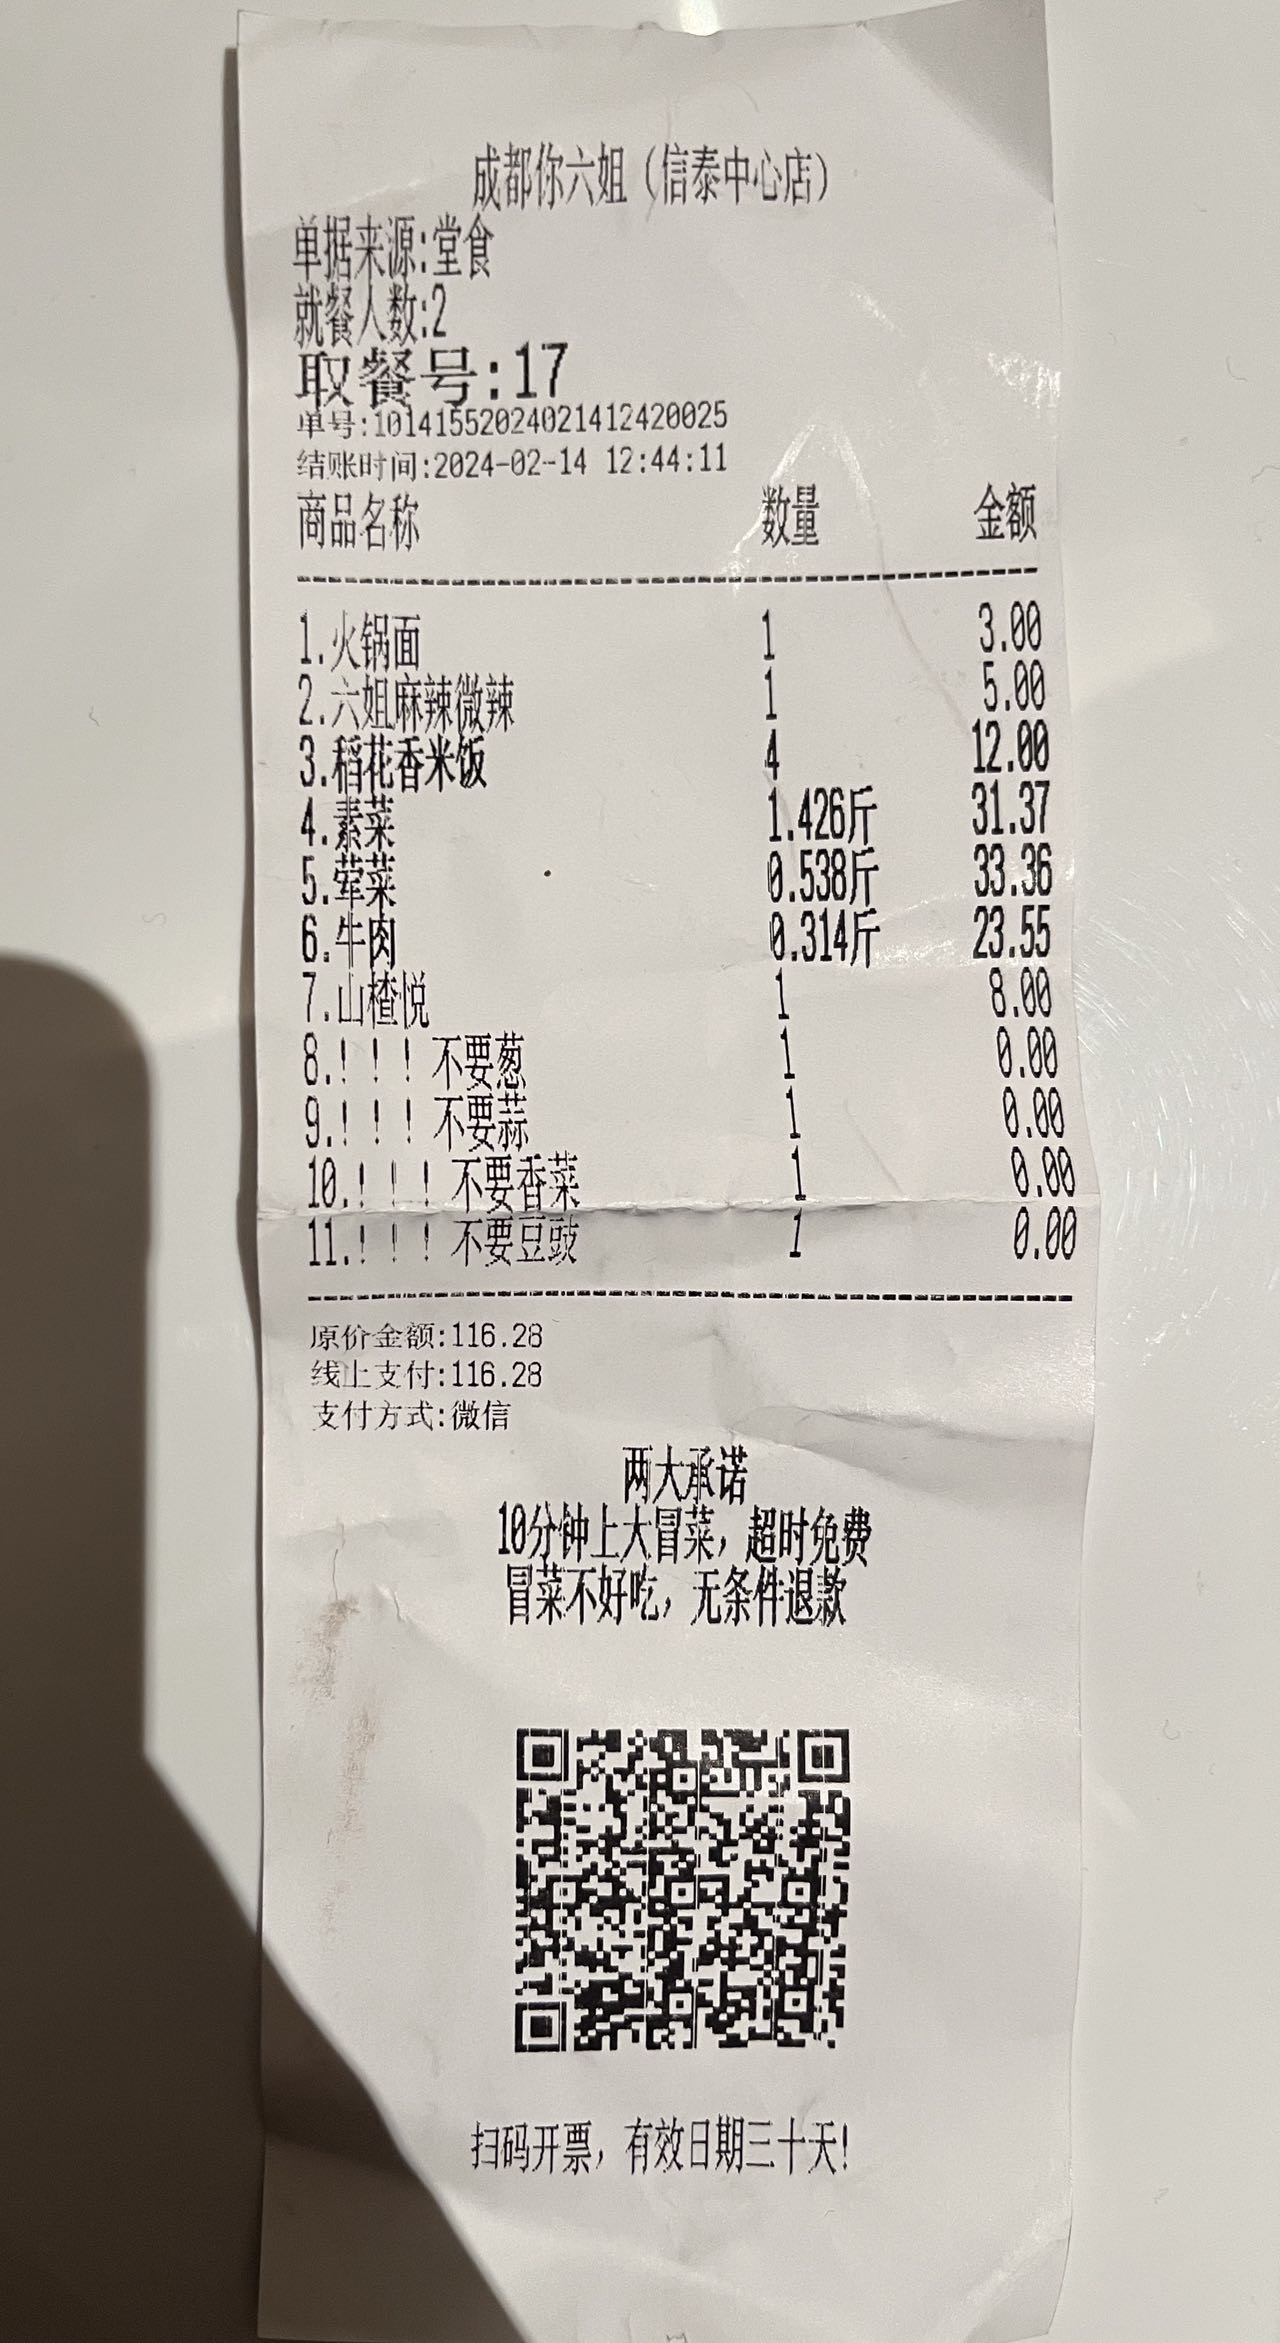 成都你六姐（信泰中心店）
单据来源:堂食
就餐人数:2
取餐号:17
单号:10141552024021412420025
结账时间:2024-02-14 12:44:11
商品名称 数量 金额
1.火锅面 1 3.00
2.六姐麻辣微辣 1 5.00
3.稻花香米饭 4 12.00
4.素菜 1.426斤 31.37
5.荤菜 0.538斤 33.36
6.牛肉 0.314斤 23.55
7.山楂悦 1 8.00
8.！！！不要葱 1 0.00
9.！！！不要蒜 1 0.00
10.！！！不要香菜 1 0.00
11.！！！不要豆豉 1 0.00
原价金额:116.28
线上支付:116.28
支付方式:微信
两大承诺
10分钟上大冒菜，超时免费
冒菜不好吃，无条件退款
扫码开票，有效日期三十天!